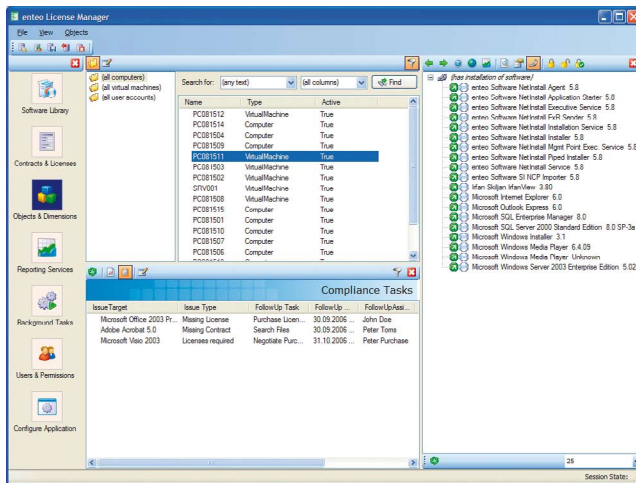 enteo License Manager
File View Objects
Software Library
Contracts & Licenses
Objects & Dimensions
Reporting Services
Background Tasks
Users & Permissions
Configure Application
(all computers)
(all virtual machines)
(all user accounts)
Search for: (any text) (all columns) Find
Name Type Active
PC081512 VirtualMachine True
PC081514 Computer True
PC081504 Computer True
PC081509 Computer True
PC081511 VirtualMachine True
PC081503 VirtualMachine True
PC081502 VirtualMachine True
SRV001 VirtualMachine True
PC081508 VirtualMachine True
PC081515 Computer True
PC081501 Computer True
PC081510 Computer True
PC081507 Computer True
PC081506 Computer True
Compliance Tasks
IssueTarget Issue Type FollowUp Task FollowUp ... FollowUpAssi...
Microsoft Office 2003 Pr... Missing License Purchase Licen... 30.09.2006 ... John Doe
Adobe Acrobat 5.0 Missing Contract Search Files 30.09.2006 ... Peter Toms
Microsoft Visio 2003 Licenses required Negotiate Purc... 31.10.2006 ... Peter Purchase
(has installation of software)
enteo Software NetInstall Agent 5.8
enteo Software NetInstall Application Starter 5.8
enteo Software NetInstall Executive Service 5.8
enteo Software NetInstall ExR Sender 5.8
enteo Software NetInstall Installation Service 5.8
enteo Software NetInstall Installer 5.8
enteo Software NetInstall Mgmt Point Exec. Service 5.8
enteo Software NetInstall Piped Installer 5.8
enteo Software NetInstall Service 5.8
enteo Software SI NCP Importer 5.8
Irfan Skiljan IrfanView 3.80
Microsoft Internet Explorer 6.0
Microsoft Outlook Express 6.0
Microsoft SQL Enterprise Manager 8.0
Microsoft SQL Server 2000 Standard Edition 8.0 SP-3a
Microsoft Windows Installer 3.1
Microsoft Windows Media Player 6.4.09
Microsoft Windows Media Player Unknown
Microsoft Windows Server 2003 Enterprise Edition 5.02
25
Session State: